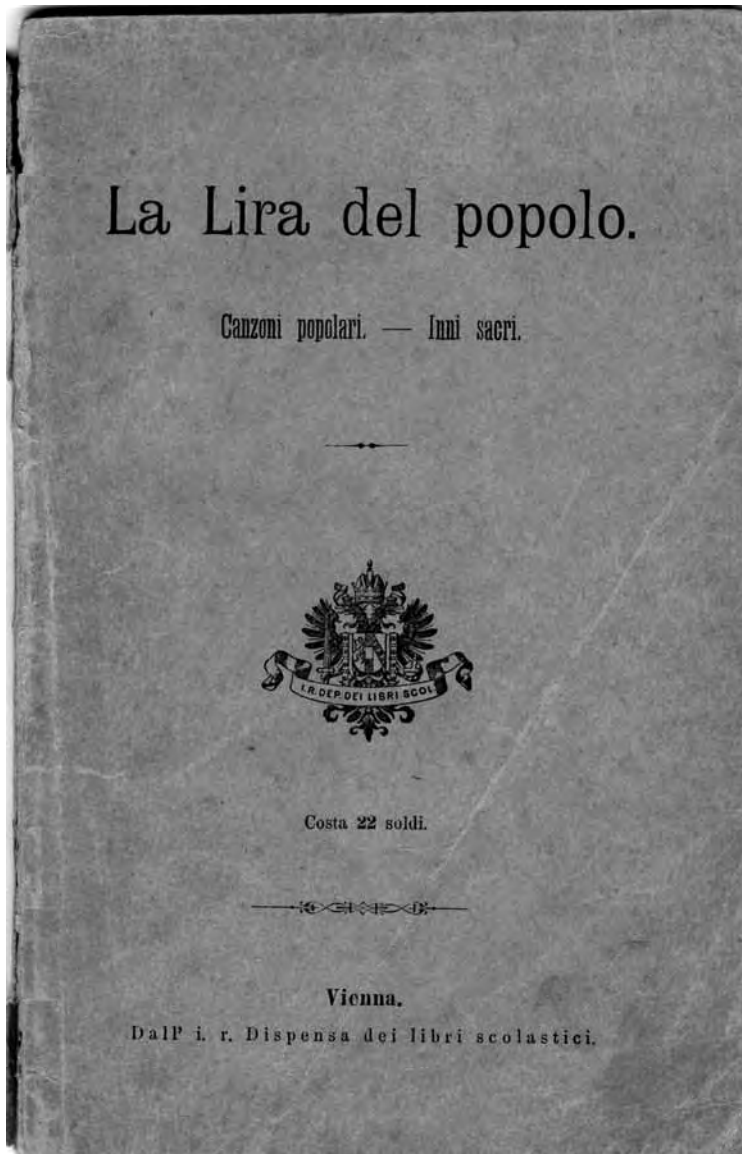 La Lira del popolo.
Canzoni popolari. — Inni sacri.
I. R. DEP. DEI LIBRI SCOL
Costa 22 soldi.
Vienna.
Dall' i. r. Dispensa dei libri scolastici.